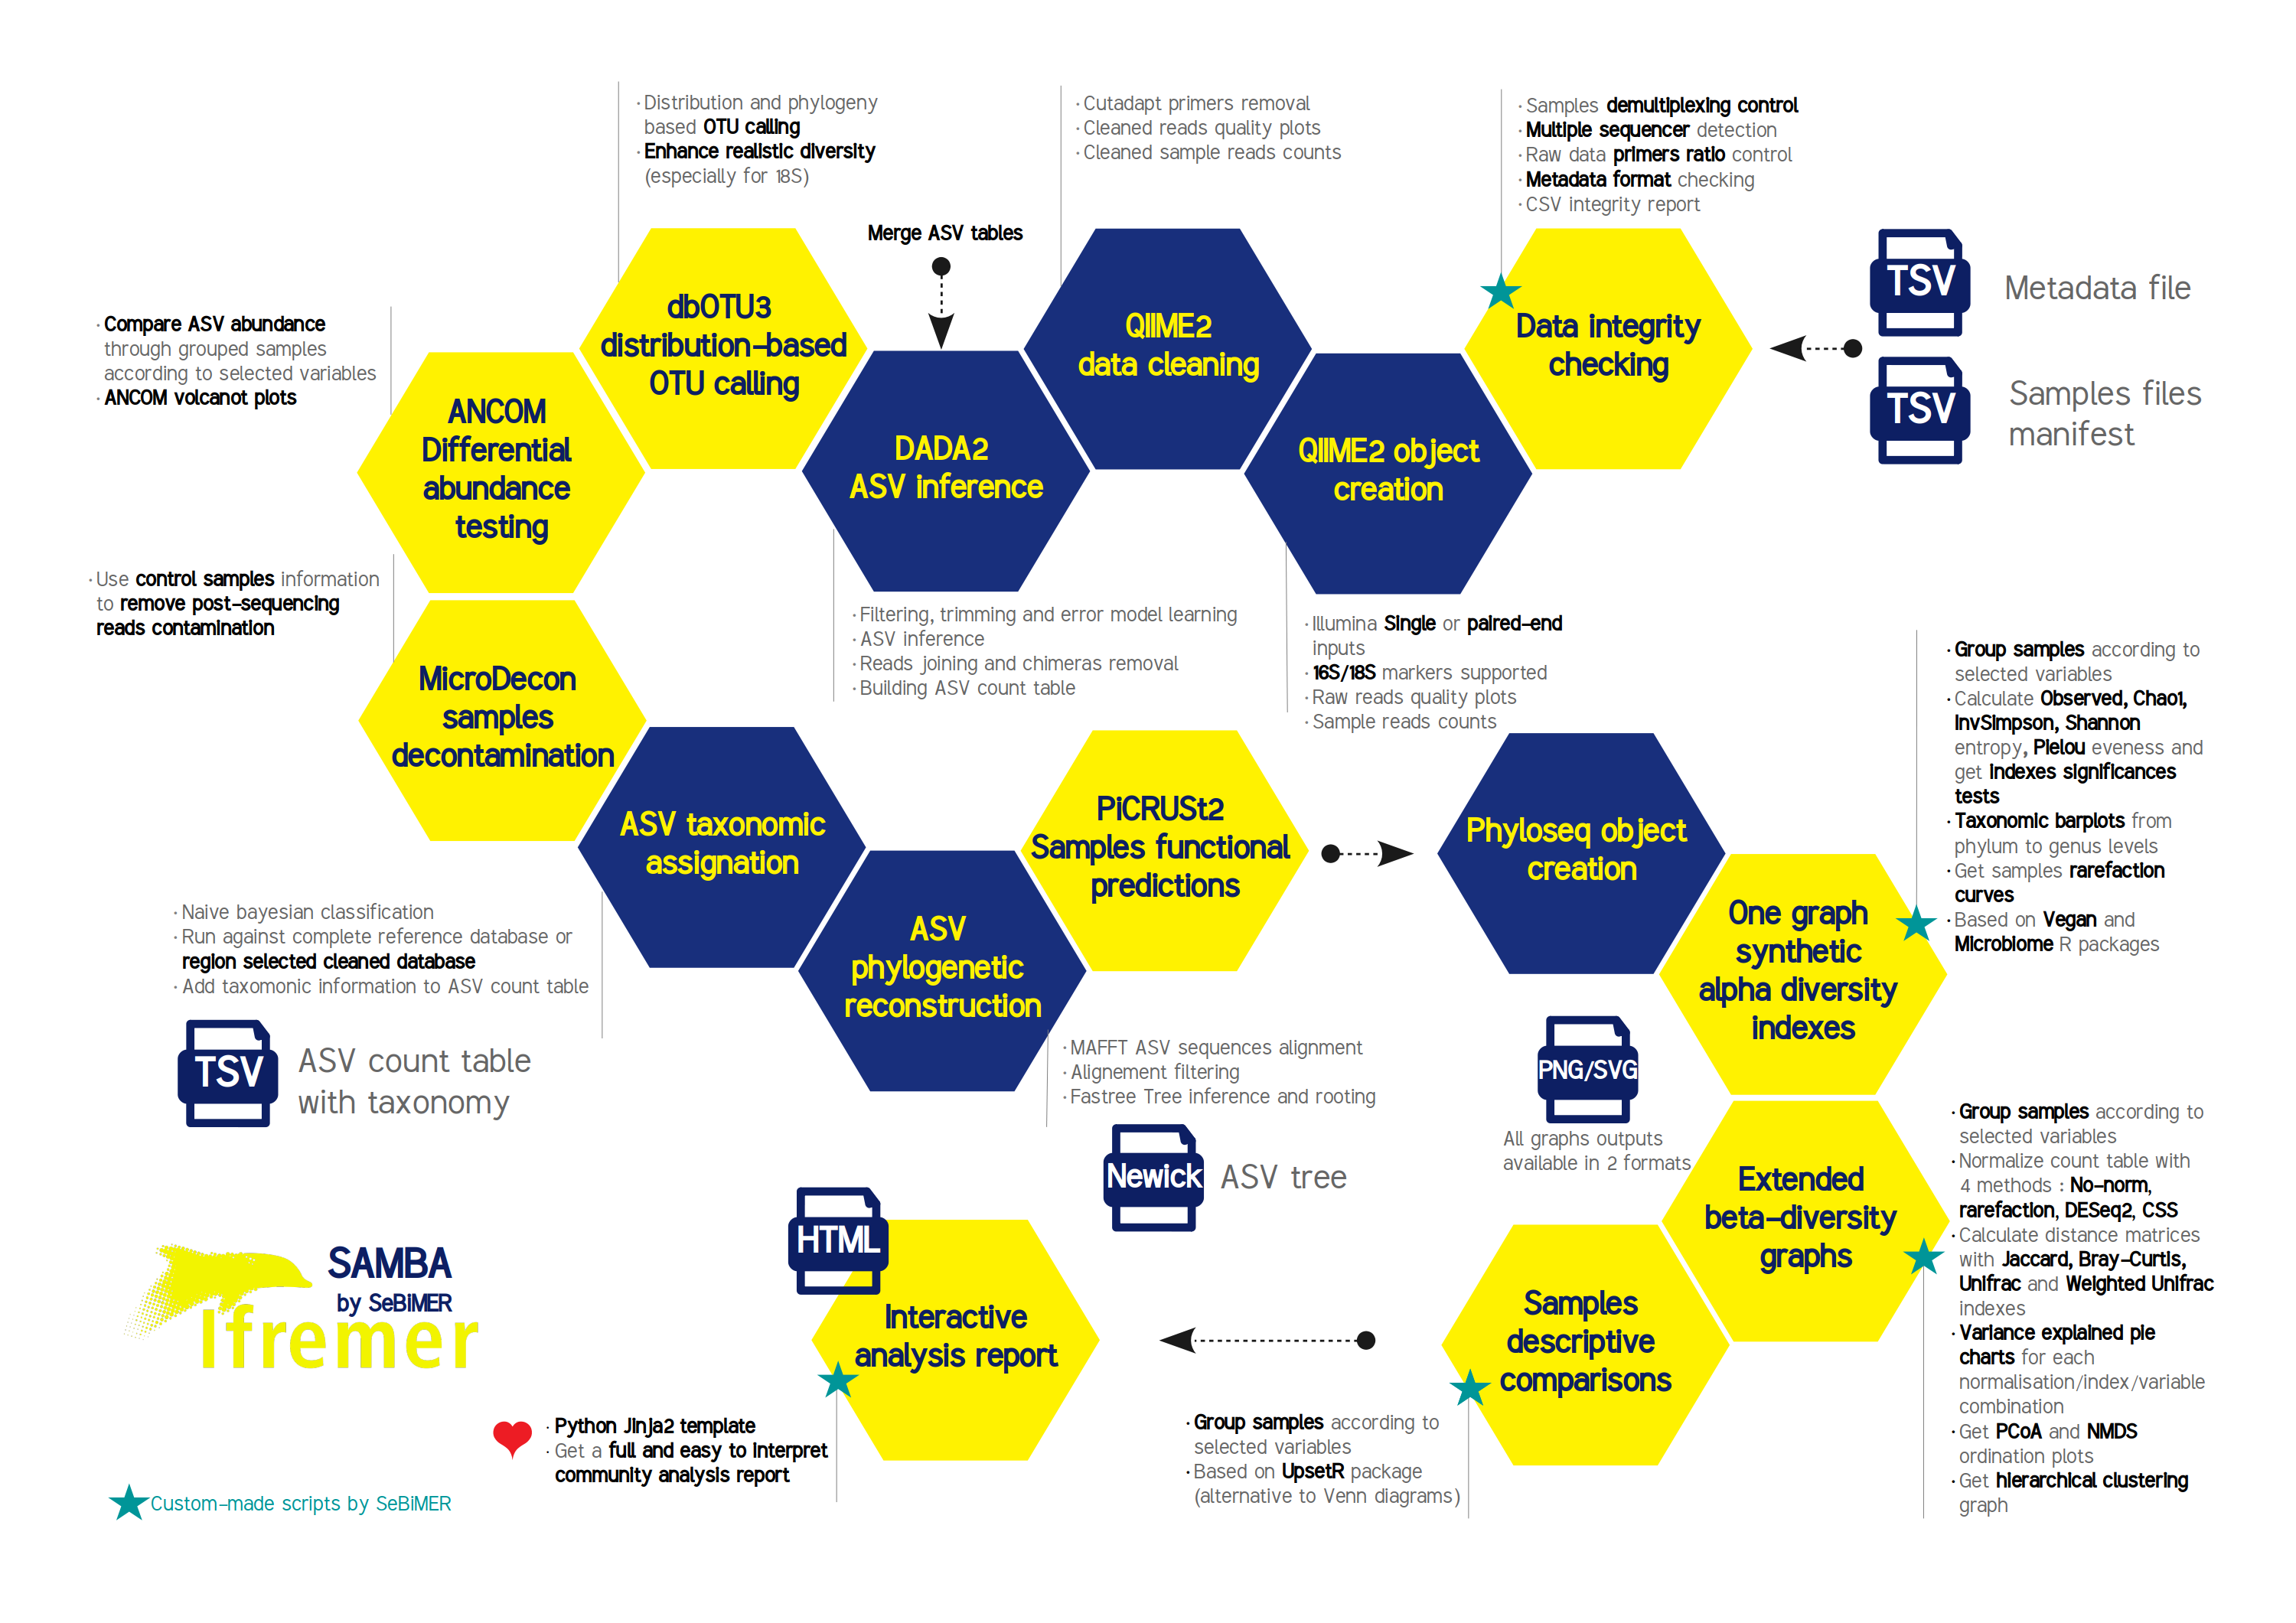 · Distribution and phylogeny
based OTU calling
· Enhance realistic diversity
(especially for 18S)
· Cutadapt primers removal
· Cleaned reads quality plots
· Cleaned sample reads counts
· Samples demultiplexing control
· Multiple sequencer detection
· Raw data primers ratio control
· Metadata format checking
· CSV integrity report
Merge ASV tables
TSV
Metadata file
TSV
Samples files
manifest
Data integrity
checking
QIIME2 object
creation
QIIME2
data cleaning
DADA2
ASV inference
dbOTU3
distribution-based
OTU calling
· Compare ASV abundance
through grouped samples
according to selected variables
· ANCOM volcanot plots
ANCOM
Differential
abundance
testing
· Use control samples information
to remove post-sequencing
reads contamination
MicroDecon
samples
decontamination
· Filtering, trimming and error model learning
· ASV inference
· Reads joining and chimeras removal
· Building ASV count table
· Illumina Single or paired-end
inputs
· 16S/18S markers supported
· Raw reads quality plots
· Sample reads counts
ASV taxonomic
assignation
ASV
phylogenetic
reconstruction
PiCRUSt2
Samples functional
predictions
Phyloseq object
creation
One graph
synthetic
alpha diversity
indexes
· Group samples according to
selected variables
· Calculate Observed, Chao1,
InvSimpson, Shannon
entropy, Pielou eveness and
get indexes significances
tests
· Taxonomic barplots from
phylum to genus levels
· Get samples rarefaction
curves
· Based on Vegan and
Microbiome R packages
· Naive bayesian classification
· Run against complete reference database or
region selected cleaned database
· Add taxomonic information to ASV count table
TSV
ASV count table
with taxonomy
· MAFFT ASV sequences alignment
· Alignement filtering
· Fastree Tree inference and rooting
Newick
ASV tree
PNG/SVG
All graphs outputs
available in 2 formats
Extended
beta-diversity
graphs
· Group samples according to
selected variables
· Normalize count table with
4 methods : No-norm,
rarefaction, DESeq2, CSS
· Calculate distance matrices
with Jaccard, Bray-Curtis,
Unifrac and Weighted Unifrac
indexes
· Variance explained pie
charts for each
normalisation/index/variable
combination
· Get PCoA and NMDS
ordination plots
· Get hierarchical clustering
graph
Samples
descriptive
comparisons
· Group samples according to
selected variables
· Based on UpsetR package
(alternative to Venn diagrams)
HTML
Interactive
analysis report
· Python Jinja2 template
· Get a full and easy to interpret
community analysis report
SAMBA
by SeBiMER
Ifremer
Custom-made scripts by SeBiMER